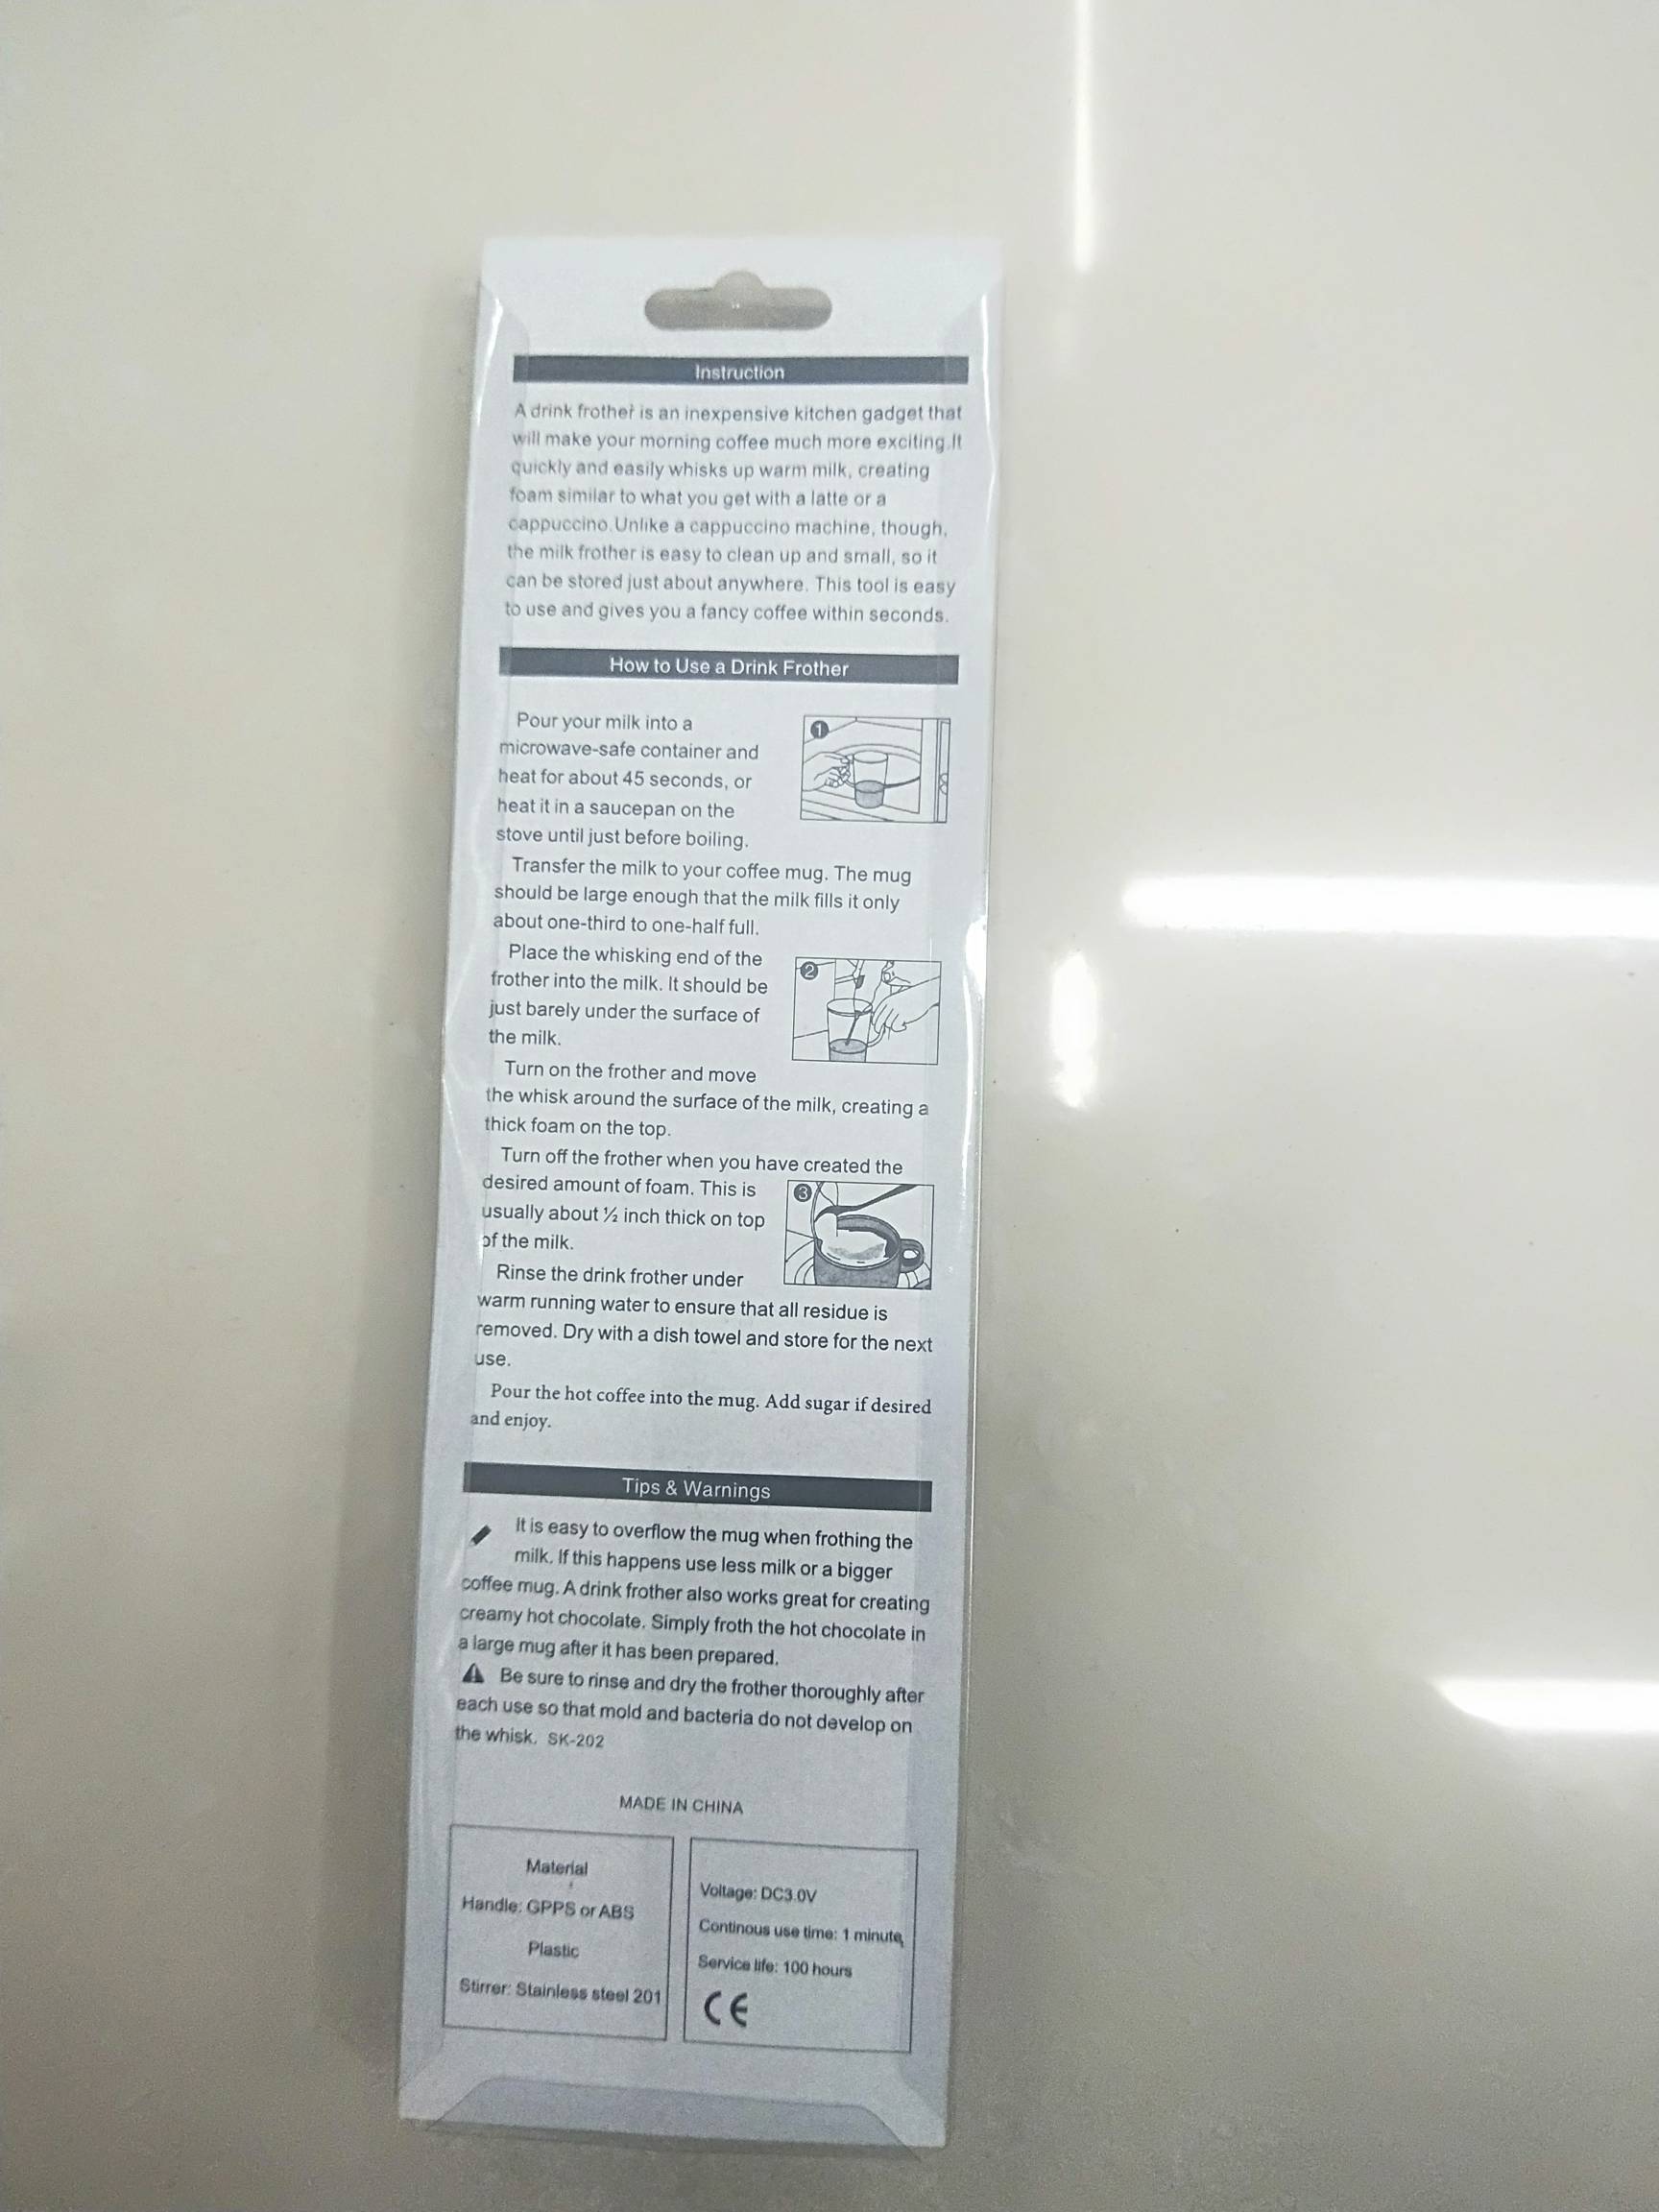 Instruction
A drink frother is an inexpensive kitchen gadget that
will make your morning coffee much more exciting.It
quickly and easily whisks up warm milk, creating
foam similar to what you get with a latte or a
cappuccino.Unlike a cappuccino machine, though,
the milk frother is easy to clean up and small, so it
can be stored just about anywhere. This tool is easy
to use and gives you a fancy coffee within seconds.
How to Use a Drink Frother
Pour your milk into a
microwave-safe container and
heat for about 45 seconds, or
heat it in a saucepan on the
stove until just before boiling.
1
Transfer the milk to your coffee mug. The mug
should be large enough that the milk fills it only
about one-third to one-half full.
Place the whisking end of the
frother into the milk. It should be
just barely under the surface of
the milk.
2
Turn on the frother and move
the whisk around the surface of the milk, creating a
thick foam on the top.
Turn off the frother when you have created the
desired amount of foam. This is
usually about ½ inch thick on top
of the milk.
3
Rinse the drink frother under
warm running water to ensure that all residue is
removed. Dry with a dish towel and store for the next
use.
Pour the hot coffee into the mug. Add sugar if desired
and enjoy.
Tips & Warnings
It is easy to overflow the mug when frothing the
milk. If this happens use less milk or a bigger
coffee mug. A drink frother also works great for creating
creamy hot chocolate. Simply froth the hot chocolate in
a large mug after it has been prepared.
Be sure to rinse and dry the frother thoroughly after
each use so that mold and bacteria do not develop on
the whisk. SK-202
MADE IN CHINA
Material
Handle: GPPS or ABS
Plastic
Stirrer: Stainless steel 201
Voltage: DC3.0V
Continous use time: 1 minute
Service life: 100 hours
CE